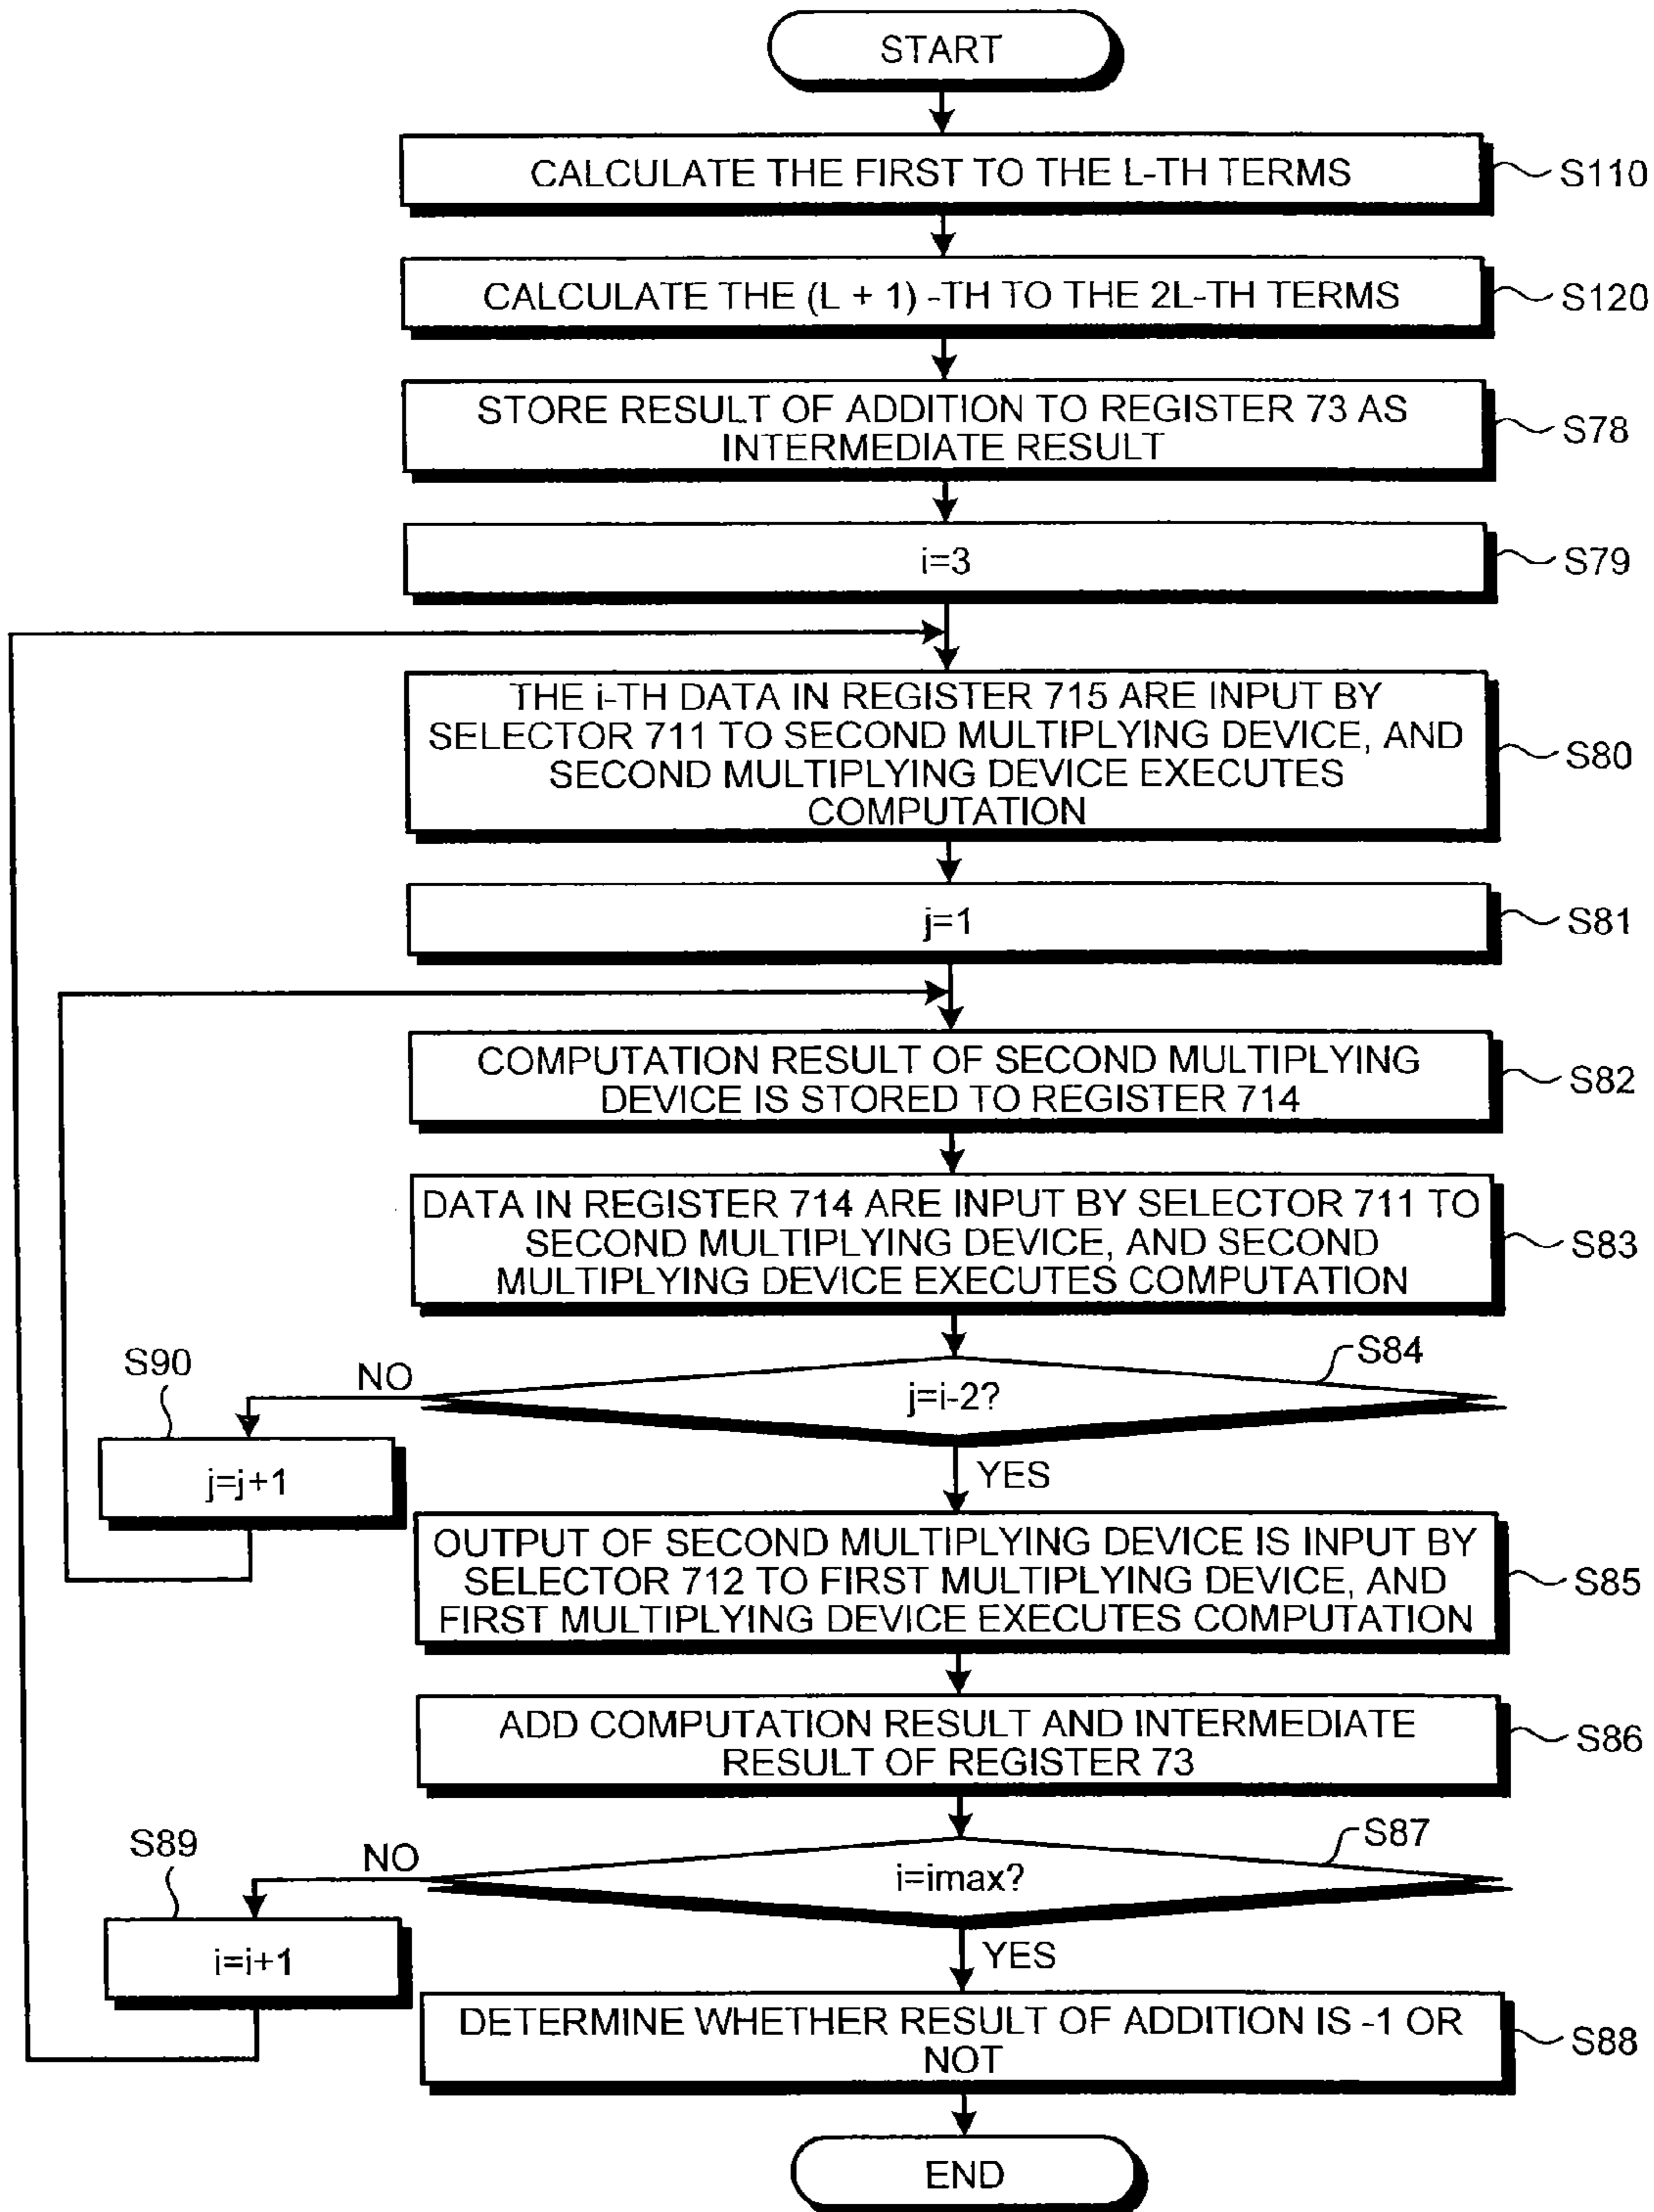 START
CALCULATE THE FIRST TO THE L-TH TERMS
S110
CALCULATE THE (L + 1) -TH TO THE 2L-TH TERMS
S120
STORE RESULT OF ADDITION TO REGISTER 73 AS
INTERMEDIATE RESULT
S78
i=3
S79
THE i-TH DATA IN REGISTER 715 ARE INPUT BY
SELECTOR 711 TO SECOND MULTIPLYING DEVICE, AND
SECOND MULTIPLYING DEVICE EXECUTES
COMPUTATION
S80
j=1
S81
COMPUTATION RESULT OF SECOND MULTIPLYING
DEVICE IS STORED TO REGISTER 714
S82
DATA IN REGISTER 714 ARE INPUT BY SELECTOR 711 TO
SECOND MULTIPLYING DEVICE, AND SECOND
MULTIPLYING DEVICE EXECUTES COMPUTATION
S83
S84
j=i-2?
NO
S90
j=j+1
YES
OUTPUT OF SECOND MULTIPLYING DEVICE IS INPUT BY
SELECTOR 712 TO FIRST MULTIPLYING DEVICE, AND
FIRST MULTIPLYING DEVICE EXECUTES COMPUTATION
S85
ADD COMPUTATION RESULT AND INTERMEDIATE
RESULT OF REGISTER 73
S86
S87
i=imax?
NO
S89
i=i+1
YES
DETERMINE WHETHER RESULT OF ADDITION IS -1 OR
NOT
S88
END